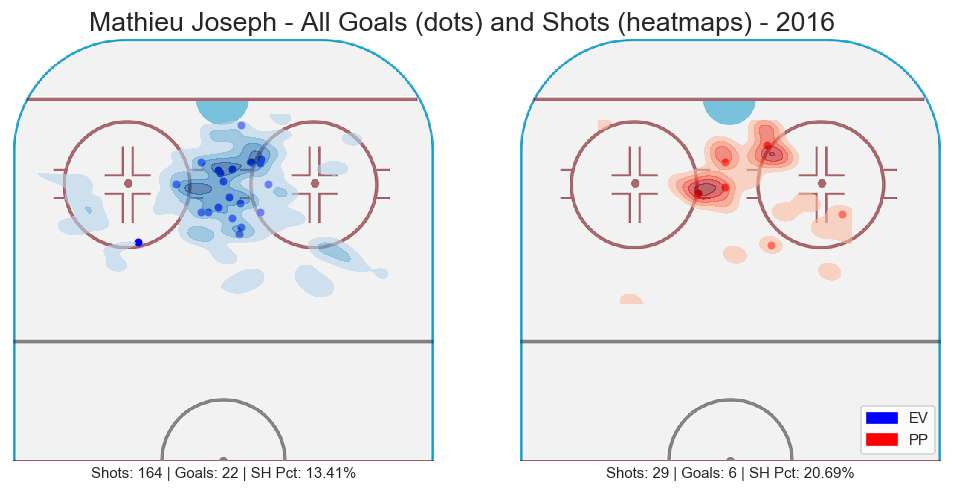 Mathieu Joseph - All Goals (dots) and Shots (heatmaps) - 2016
EV
PP
Shots: 164 | Goals: 22 | SH Pct: 13.41%
Shots: 29 | Goals: 6 | SH Pct: 20.69%